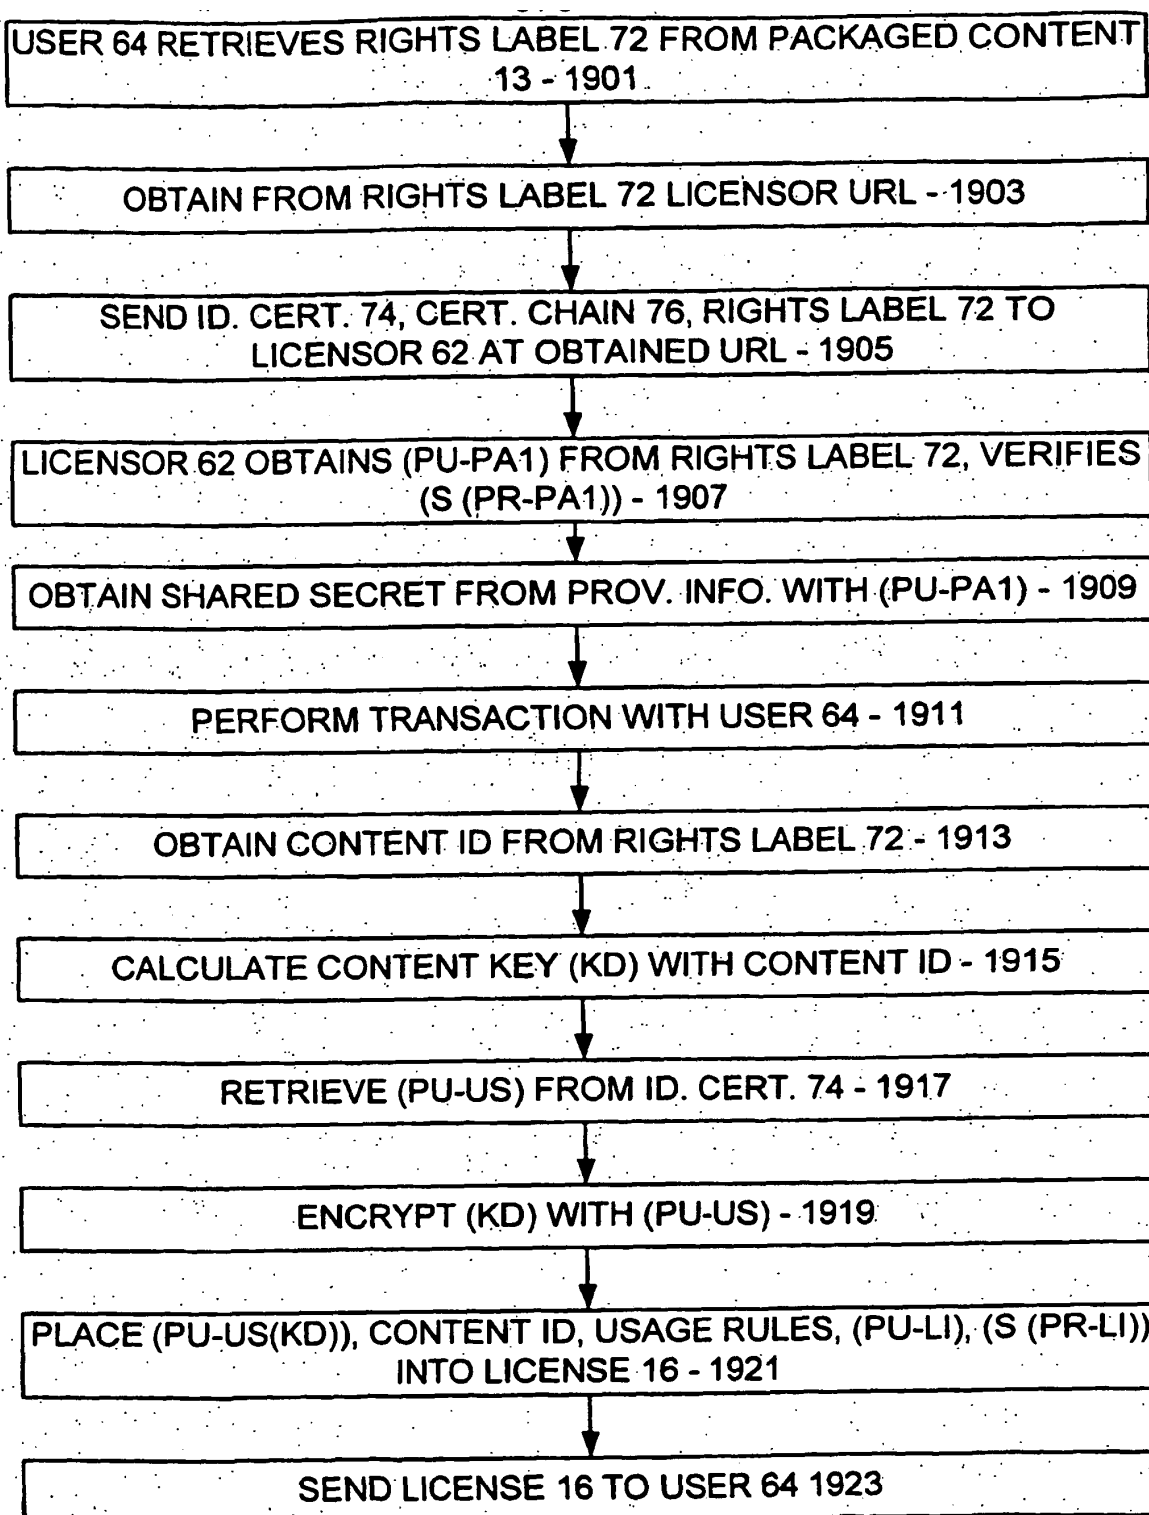 USER 64 RETRIEVES RIGHTS LABEL 72 FROM PACKAGED CONTENT
13 - 1901
OBTAIN FROM RIGHTS LABEL 72 LICENSOR URL - 1903
SEND ID. CERT. 74, CERT. CHAIN 76, RIGHTS LABEL 72 TO
LICENSOR 62 AT OBTAINED URL - 1905
LICENSOR 62 OBTAINS (PU-PA1) FROM RIGHTS LABEL 72, VERIFIES
(S (PR-PA1)) - 1907
OBTAIN SHARED SECRET FROM PROV. INFO. WITH (PU-PA1) - 1909
PERFORM TRANSACTION WITH USER 64 - 1911
OBTAIN CONTENT ID FROM RIGHTS LABEL 72 - 1913
CALCULATE CONTENT KEY (KD) WITH CONTENT ID - 1915
RETRIEVE (PU-US) FROM ID. CERT. 74 - 1917
ENCRYPT (KD) WITH (PU-US) - 1919
PLACE (PU-US(KD)), CONTENT ID, USAGE RULES, (PU-LI), (S (PR-LI))
INTO LICENSE 16 - 1921
SEND LICENSE 16 TO USER 64 1923